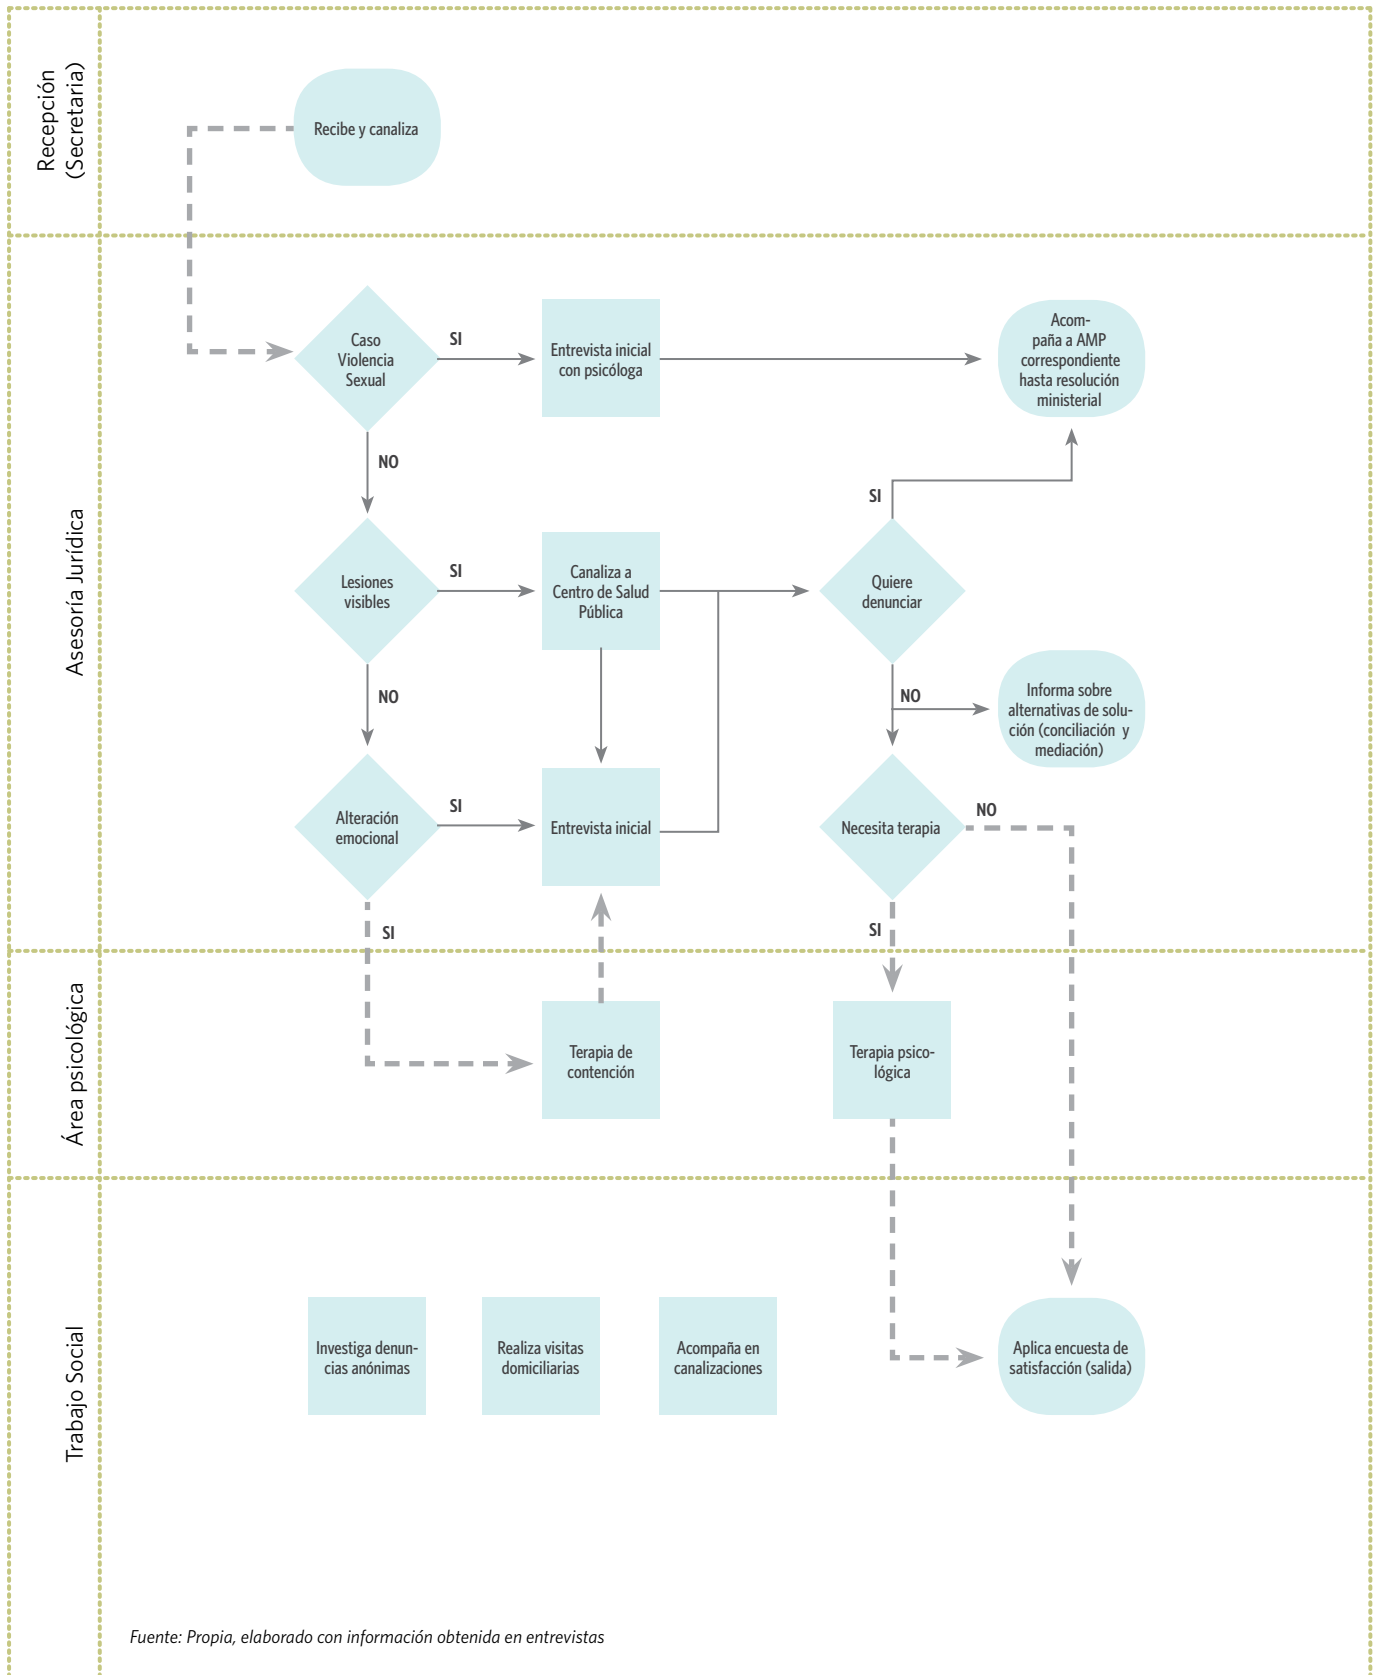 Recepción
(Secretaria)
Recibe y canaliza
Asesoría Jurídica
Caso
Violencia
Sexual
SI
Entrevista inicial
con psicóloga
Acom-
paña a AMP
correspondiente
hasta resolución
ministerial
NO
SI
Lesiones
visibles
SI
Canaliza a
Centro de Salud
Pública
Quiere
denunciar
NO
NO
Informa sobre
alternativas de solu-
ción (conciliación y
mediación)
Alteración
emocional
SI
Entrevista inicial
Necesita terapia
NO
SI
SI
Área psicológica
Terapia de
contención
Terapia psico-
lógica
Trabajo Social
Investiga denun-
cias anónimas
Realiza visitas
domiciliarias
Acompaña en
canalizaciones
Aplica encuesta de
satisfacción (salida)
Fuente: Propia, elaborado con información obtenida en entrevistas